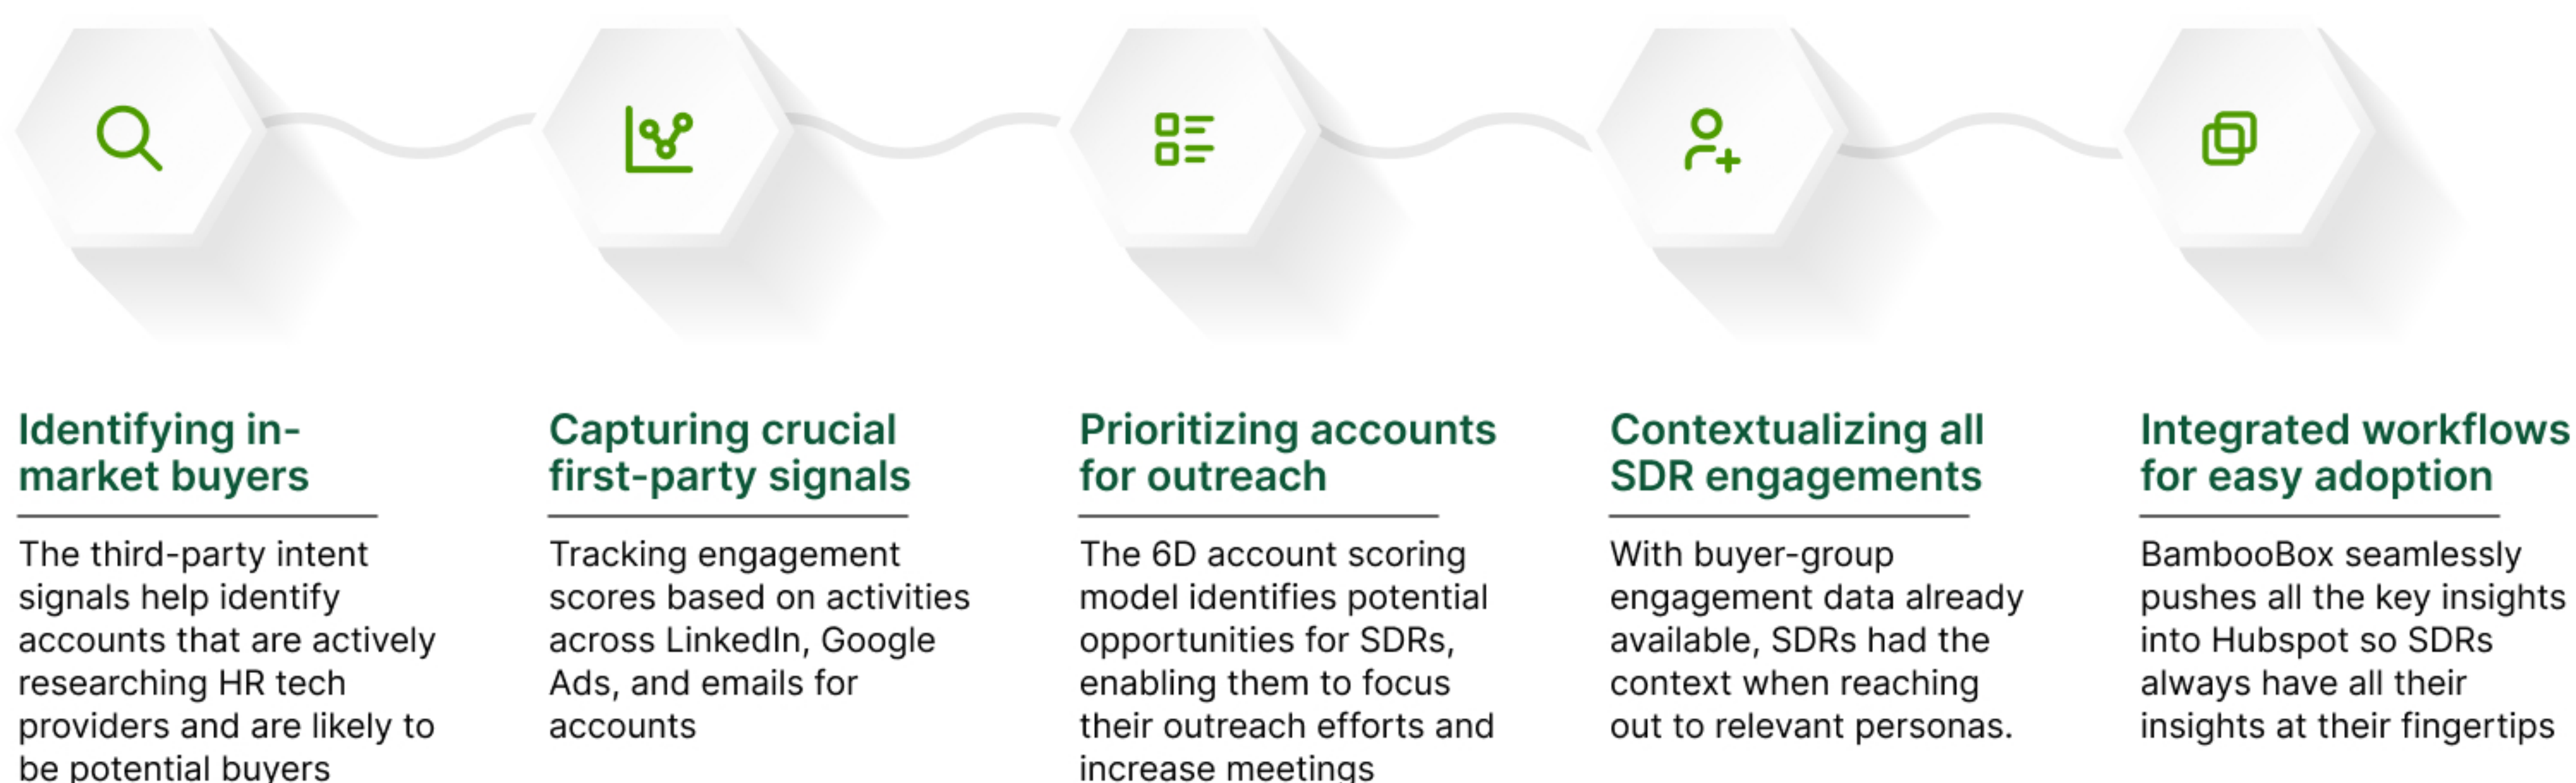 Identifying in-
market buyers
The third-party intent
signals help identify
accounts that are actively
researching HR tech
providers and are likely to
be potential buyers
Capturing crucial
first-party signals
Tracking engagement
scores based on activities
across LinkedIn, Google
Ads, and emails for
accounts
Prioritizing accounts
for outreach
The 6D account scoring
model identifies potential
opportunities for SDRs,
enabling them to focus
their outreach efforts and
increase meetings
Contextualizing all
SDR engagements
With buyer-group
engagement data already
available, SDRs had the
context when reaching
out to relevant personas.
Integrated workflows
for easy adoption
BambooBox seamlessly
pushes all the key insights
into Hubspot so SDRs
always have all their
insights at their fingertips